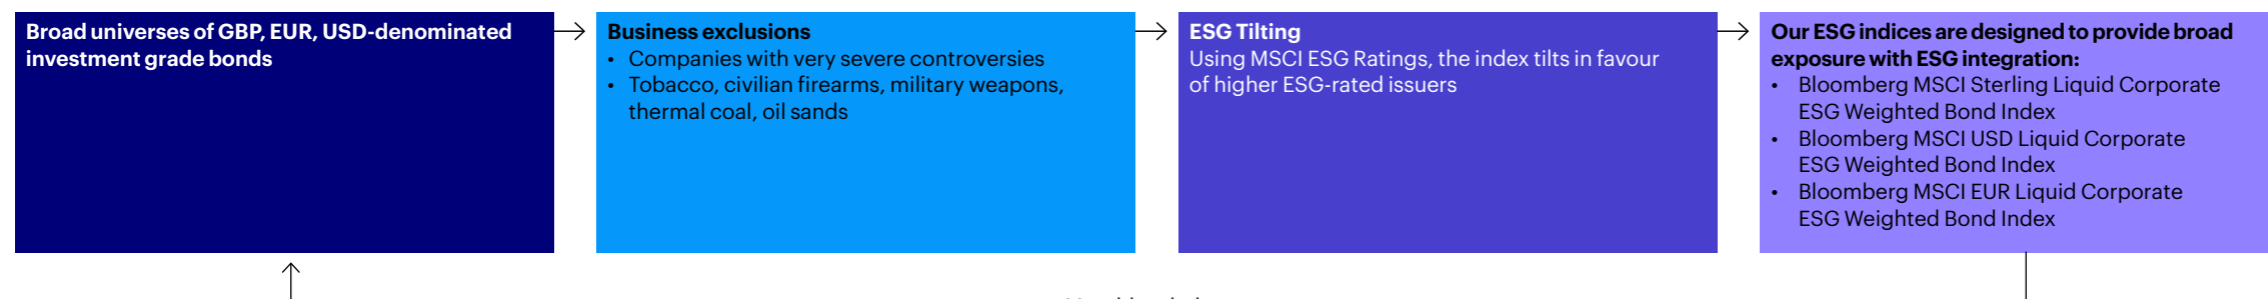 Broad universes of GBP, EUR, USD-denominated
investment grade bonds
Business exclusions
• Companies with very severe controversies
• Tobacco, civilian firearms, military weapons,
thermal coal, oil sands
ESG Tilting
Using MSCI ESG Ratings, the index tilts in favour
of higher ESG-rated issuers
Our ESG indices are designed to provide broad
exposure with ESG integration:
• Bloomberg MSCI Sterling Liquid Corporate
ESG Weighted Bond Index
• Bloomberg MSCI USD Liquid Corporate
ESG Weighted Bond Index
• Bloomberg MSCI EUR Liquid Corporate
ESG Weighted Bond Index